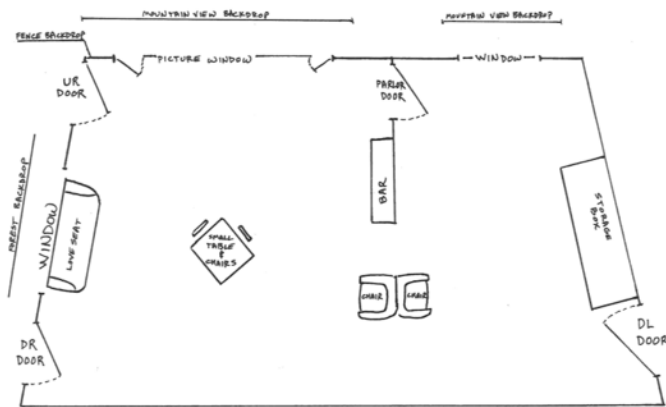 MOUNTAIN VIEW BACKDROP
MOUNTAIN VIEW BACKDROP
FENCE BACKDROP
PICTURE WINDOW
WINDOW
UR
DOOR
PARLOR
DOOR
FOREST BACKDROP
WINDOW
LOVE SEAT
SMALL
TABLE
&
CHAIRS
BAR
STORAGE
BOX
CHAIR
CHAIR
DR
DOOR
DL
DOOR